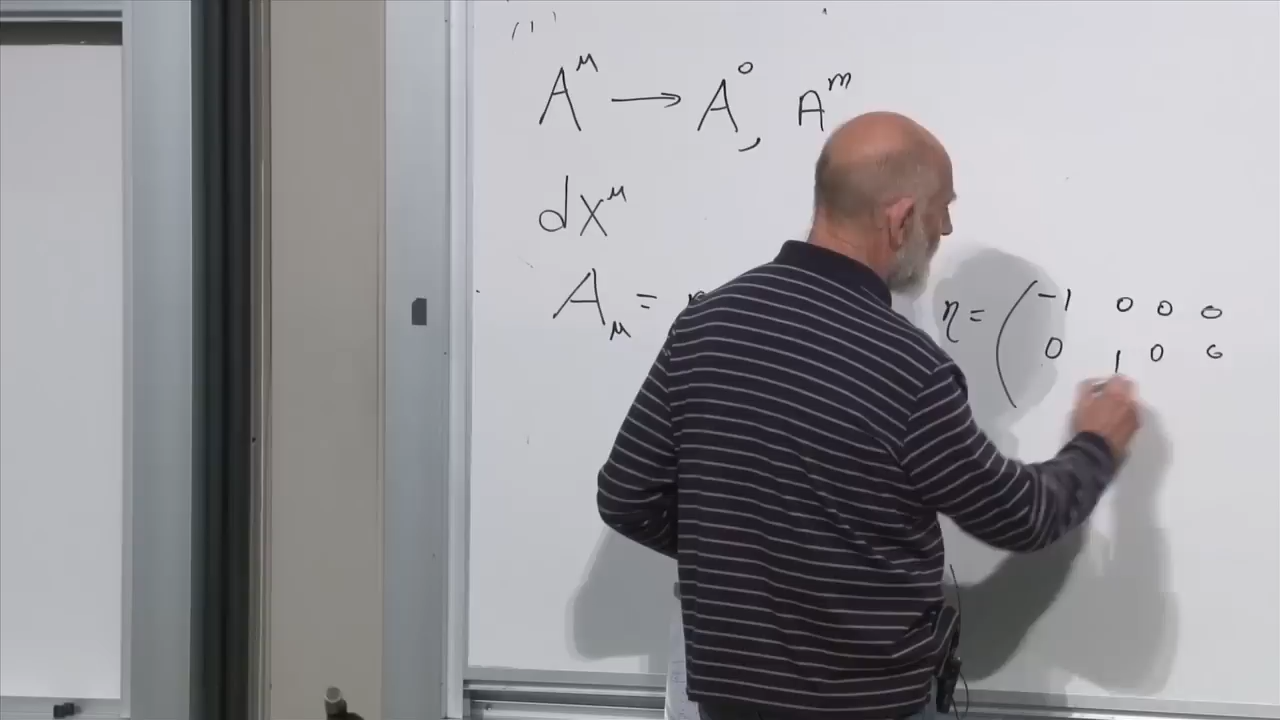 A^μ → A^0, A^m
dx^μ
A_μ =
η = ( -1 0 0 0
0 1 0 0